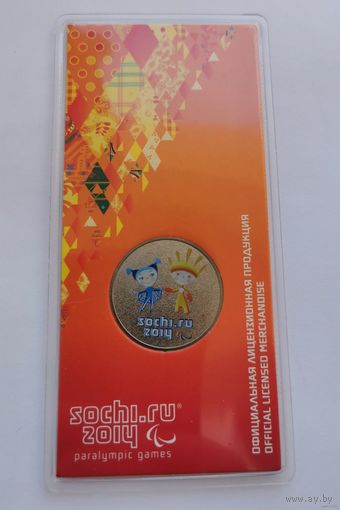 sochi.ru
2014
sochi.ru®
2014
paralympic games
ОФИЦИАЛЬНАЯ ЛИЦЕНЗИОННАЯ ПРОДУКЦИЯ
OFFICIAL LICENSED MERCHANDISE
www.ay.by